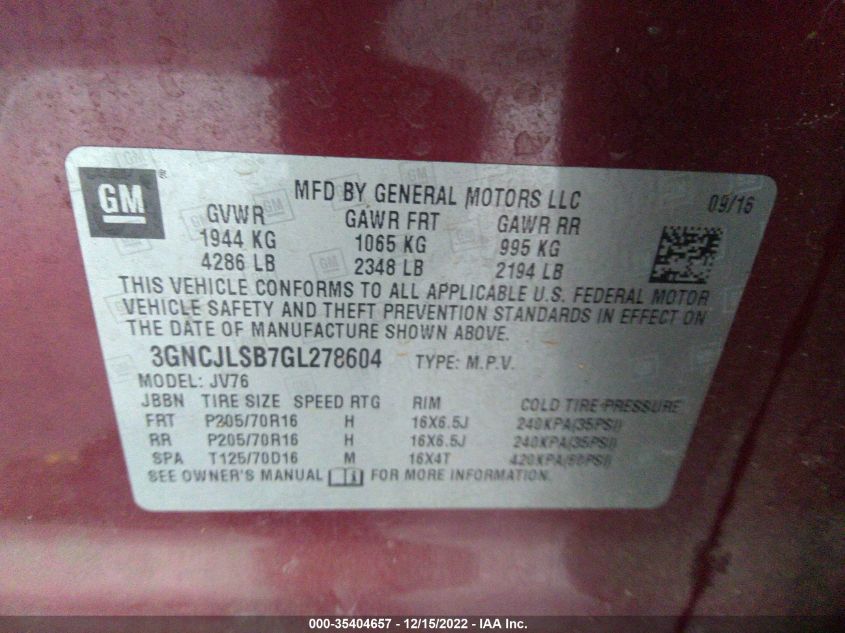 GM ® MFD BY GENERAL MOTORS LLC 09/16
GVWR GAWR FRT GAWR RR
1944 KG 1065 KG 995 KG
4286 LB 2348 LB 2194 LB
THIS VEHICLE CONFORMS TO ALL APPLICABLE U.S. FEDERAL MOTOR
VEHICLE SAFETY AND THEFT PREVENTION STANDARDS IN EFFECT ON
THE DATE OF MANUFACTURE SHOWN ABOVE.
3GNCJLSB7GL278604 TYPE: M.P.V.
MODEL: JV76
JBBN TIRE SIZE SPEED RTG RIM COLD TIRE PRESSURE
FRT P205/70R16 H 16X6.5J 240KPA(35PSI)
RR P205/70R16 H 16X6.5J 240KPA(35PSI)
SPA T125/70D16 M 16X4T 420KPA(60PSI)
SEE OWNER'S MANUAL FOR MORE INFORMATION.
000-35404657 - 12/15/2022 - IAA Inc.